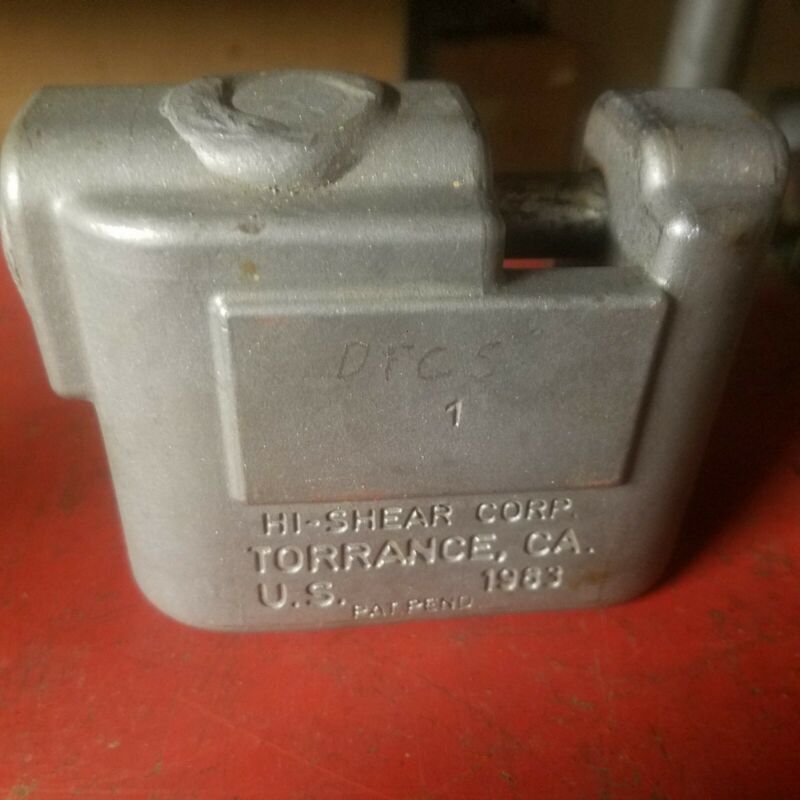 DFCS
1
HI-SHEAR CORP.
TORRANCE, CA.
U.S. 1983
PAT. PEND